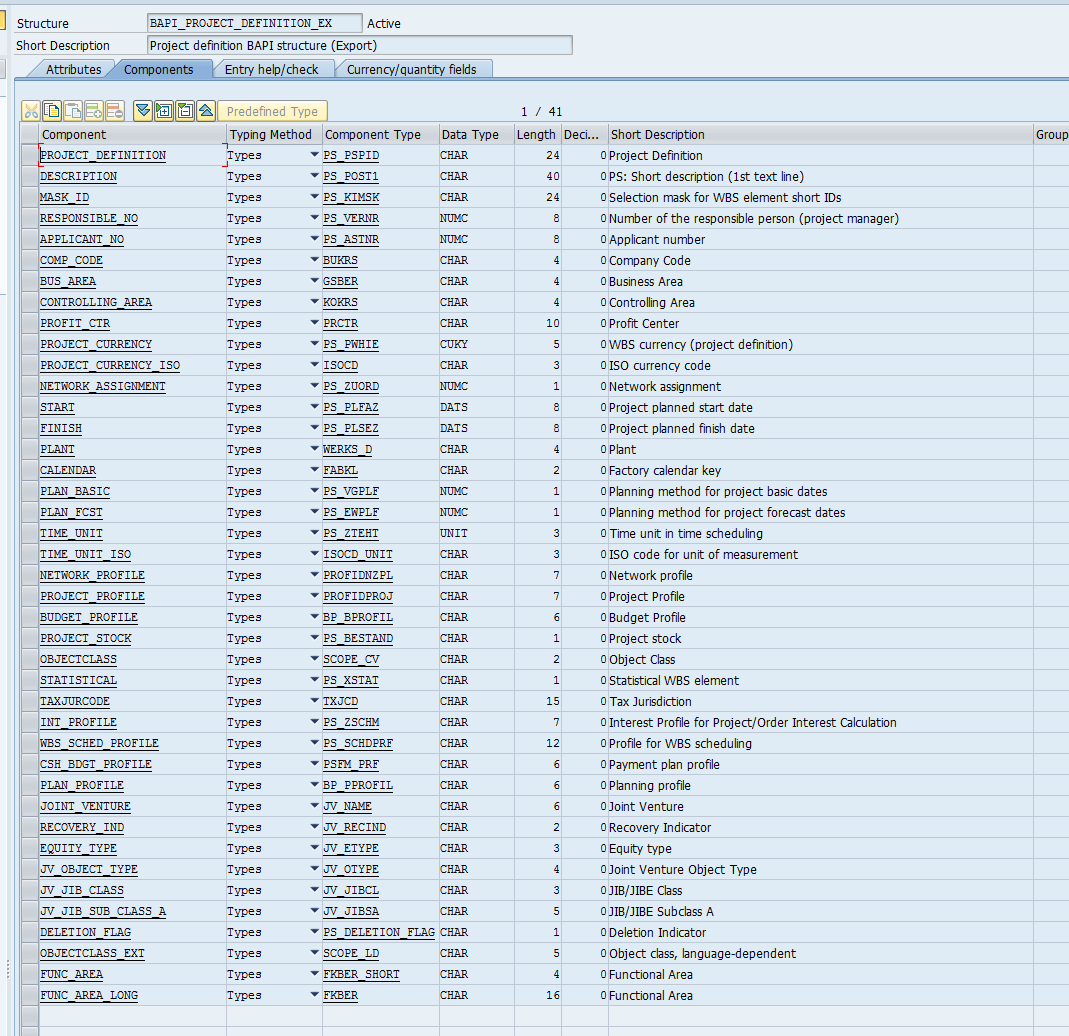 Structure BAPI_PROJECT_DEFINITION_EX Active
Short Description Project definition BAPI structure (Export)
Attributes Components Entry help/check Currency/quantity fields
Predefined Type 1 / 41
Component Typing Method Component Type Data Type Length Deci... Short Description Group
PROJECT_DEFINITION Types PS_PSPID CHAR 24 0 Project Definition
DESCRIPTION Types PS_POST1 CHAR 40 0 PS: Short description (1st text line)
MASK_ID Types PS_KIMSK CHAR 24 0 Selection mask for WBS element short IDs
RESPONSIBLE_NO Types PS_VERNR NUMC 8 0 Number of the responsible person (project manager)
APPLICANT_NO Types PS_ASTNR NUMC 8 0 Applicant number
COMP_CODE Types BUKRS CHAR 4 0 Company Code
BUS_AREA Types GSBER CHAR 4 0 Business Area
CONTROLLING_AREA Types KOKRS CHAR 4 0 Controlling Area
PROFIT_CTR Types PRCTR CHAR 10 0 Profit Center
PROJECT_CURRENCY Types PS_PWHIE CUKY 5 0 WBS currency (project definition)
PROJECT_CURRENCY_ISO Types ISOCD CHAR 3 0 ISO currency code
NETWORK_ASSIGNMENT Types PS_ZUORD NUMC 1 0 Network assignment
START Types PS_PLFAZ DATS 8 0 Project planned start date
FINISH Types PS_PLSEZ DATS 8 0 Project planned finish date
PLANT Types WERKS_D CHAR 4 0 Plant
CALENDAR Types FABKL CHAR 2 0 Factory calendar key
PLAN_BASIC Types PS_VGPLF NUMC 1 0 Planning method for project basic dates
PLAN_FCST Types PS_EWPLF NUMC 1 0 Planning method for project forecast dates
TIME_UNIT Types PS_ZTEHT UNIT 3 0 Time unit in time scheduling
TIME_UNIT_ISO Types ISOCD_UNIT CHAR 3 0 ISO code for unit of measurement
NETWORK_PROFILE Types PROFIDNZPL CHAR 7 0 Network profile
PROJECT_PROFILE Types PROFIDPROJ CHAR 7 0 Project Profile
BUDGET_PROFILE Types BP_BPROFIL CHAR 6 0 Budget Profile
PROJECT_STOCK Types PS_BESTAND CHAR 1 0 Project stock
OBJECTCLASS Types SCOPE_CV CHAR 2 0 Object Class
STATISTICAL Types PS_XSTAT CHAR 1 0 Statistical WBS element
TAXJURCODE Types TXJCD CHAR 15 0 Tax Jurisdiction
INT_PROFILE Types PS_ZSCHM CHAR 7 0 Interest Profile for Project/Order Interest Calculation
WBS_SCHED_PROFILE Types PS_SCHDPRF CHAR 12 0 Profile for WBS scheduling
CSH_BDGT_PROFILE Types PSFM_PRF CHAR 6 0 Payment plan profile
PLAN_PROFILE Types BP_PPROFIL CHAR 6 0 Planning profile
JOINT_VENTURE Types JV_NAME CHAR 6 0 Joint Venture
RECOVERY_IND Types JV_RECIND CHAR 2 0 Recovery Indicator
EQUITY_TYPE Types JV_ETYPE CHAR 3 0 Equity type
JV_OBJECT_TYPE Types JV_OTYPE CHAR 4 0 Joint Venture Object Type
JV_JIB_CLASS Types JV_JIBCL CHAR 3 0 JIB/JIBE Class
JV_JIB_SUB_CLASS_A Types JV_JIBSA CHAR 5 0 JIB/JIBE Subclass A
DELETION_FLAG Types PS_DELETION_FLAG CHAR 1 0 Deletion Indicator
OBJECTCLASS_EXT Types SCOPE_LD CHAR 5 0 Object class, language-dependent
FUNC_AREA Types FKBER_SHORT CHAR 4 0 Functional Area
FUNC_AREA_LONG Types FKBER CHAR 16 0 Functional Area